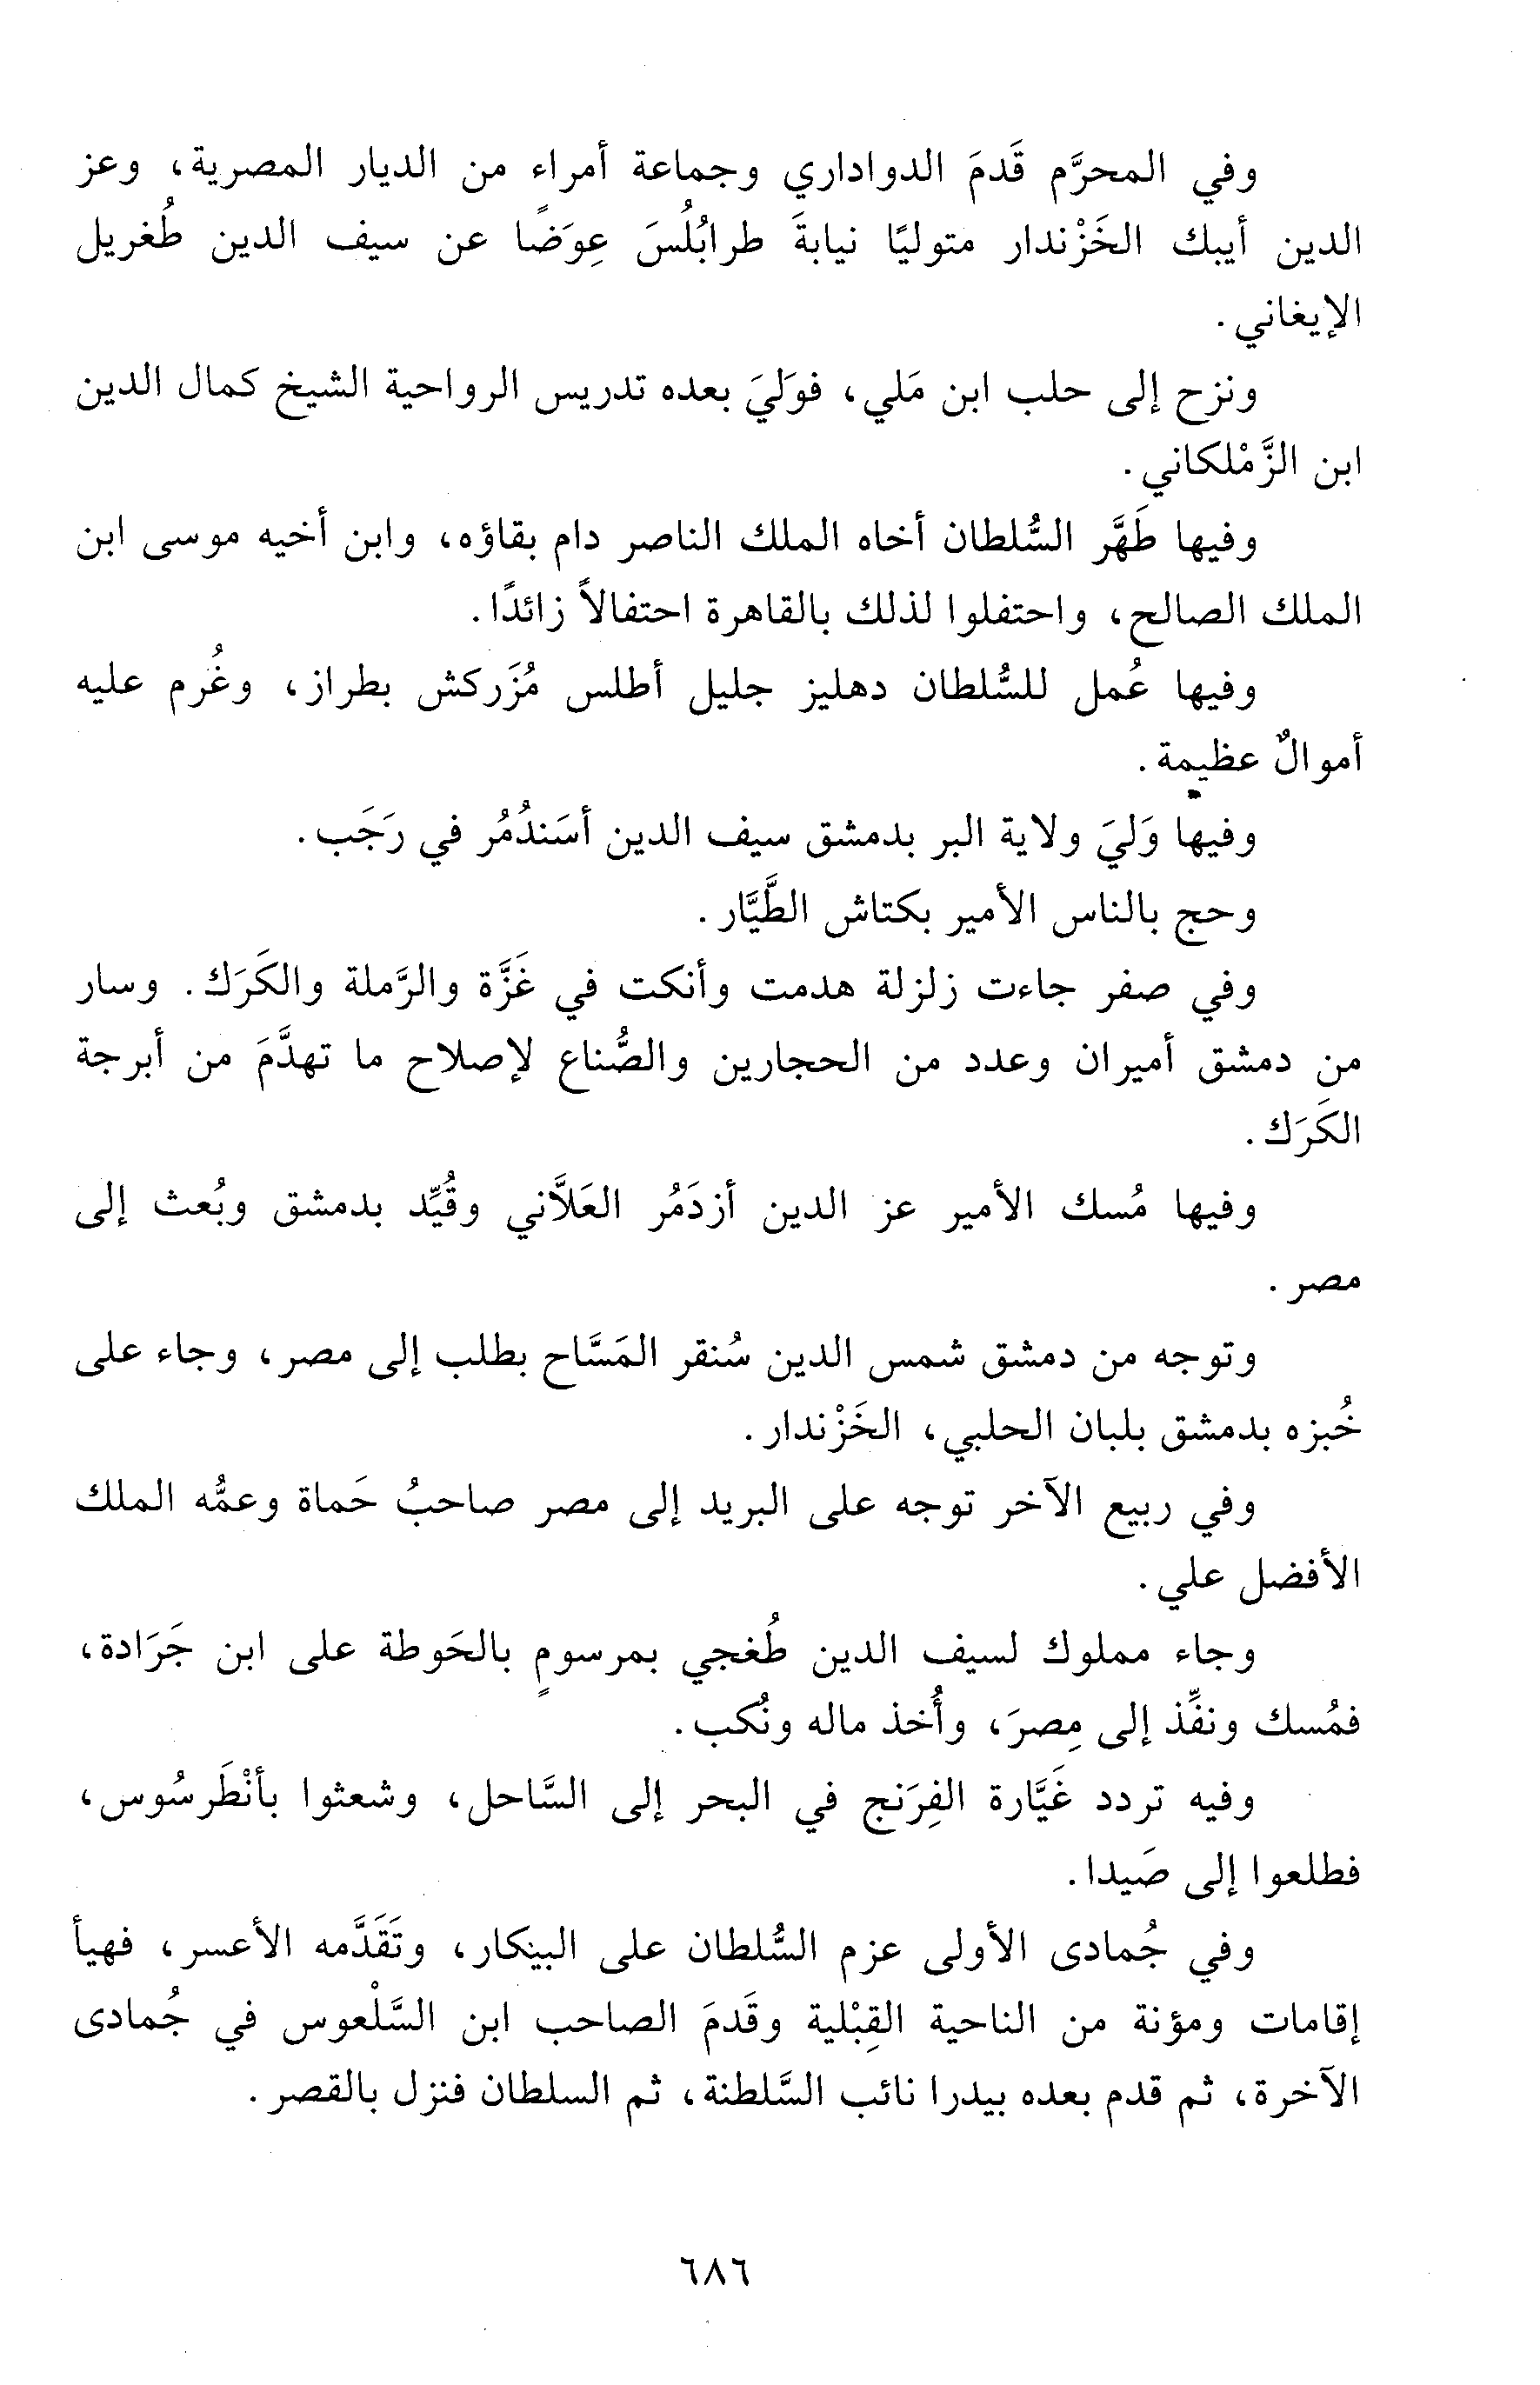 وفي المحرَّم قَدمَ الدواداري وجماعة أمراء من الديار المصرية، وعز
الدين أيبك الخَزْندار متوليًا نيابةَ طرابُلُسَ عِوَضًا عن سيف الدين طُغريل
الإيغاني.
ونزح إلى حلب ابن مَلي، فوَليَ بعده تدريس الرواحية الشيخ كمال الدين
ابن الزَّمْلكاني.
وفيها طَهَّر السُّلطان أخاه الملك الناصر دام بقاؤه، وابن أخيه موسى ابن
الملك الصالح، واحتفلوا لذلك بالقاهرة احتفالاً زائدًا.
وفيها عُمل للسُّلطان دهليز جليل أطلس مُزَركش بطراز، وغُرم عليه
أموالٌ عظيمة.
وفيها وَليَ ولاية البر بدمشق سيف الدين أسَندُمُر في رَجَب.
وحج بالناس الأمير بكتاش الطَّيَّار.
وفي صفر جاءت زلزلة هدمت وأنكت في غَزَّة والرَّملة والكَرَك. وسار
من دمشق أميران وعدد من الحجارين والصُّناع لإصلاح ما تهدَّمَ من أبرجة
الكَرَك.
وفيها مُسك الأمير عز الدين أزدَمُر العَلاَّني وقُيِّد بدمشق وبُعث إلى
مصر.
وتوجه من دمشق شمس الدين سُنقر المَسَّاح بطلب إلى مصر، وجاء على
خُبزه بدمشق بلبان الحلبي، الخَزْندار.
وفي ربيع الآخر توجه على البريد إلى مصر صاحبُ حَماة وعمُّه الملك
الأفضل علي.
وجاء مملوك لسيف الدين طُغجي بمرسومٍ بالحَوطة على ابن جَرَادة،
فمُسك ونفِّذ إلى مِصرَ، وأُخذ ماله ونُكب.
وفيه تردد غَيَّارة الفِرَنج في البحر إلى السَّاحل، وشعثوا بأنْطَرسُوس،
فطلعوا إلى صَيدا.
وفي جُمادى الأولى عزم السُّلطان على البينكار، وتَقَدَّمه الأعسر، فهيأ
إقامات ومؤنة من الناحية القِبْلية وقَدمَ الصاحب ابن السَّلْعوس في جُمادى
الآخرة، ثم قدم بعده بيدرا نائب السَّلطنة، ثم السلطان فنزل بالقصر.
٦٨٦